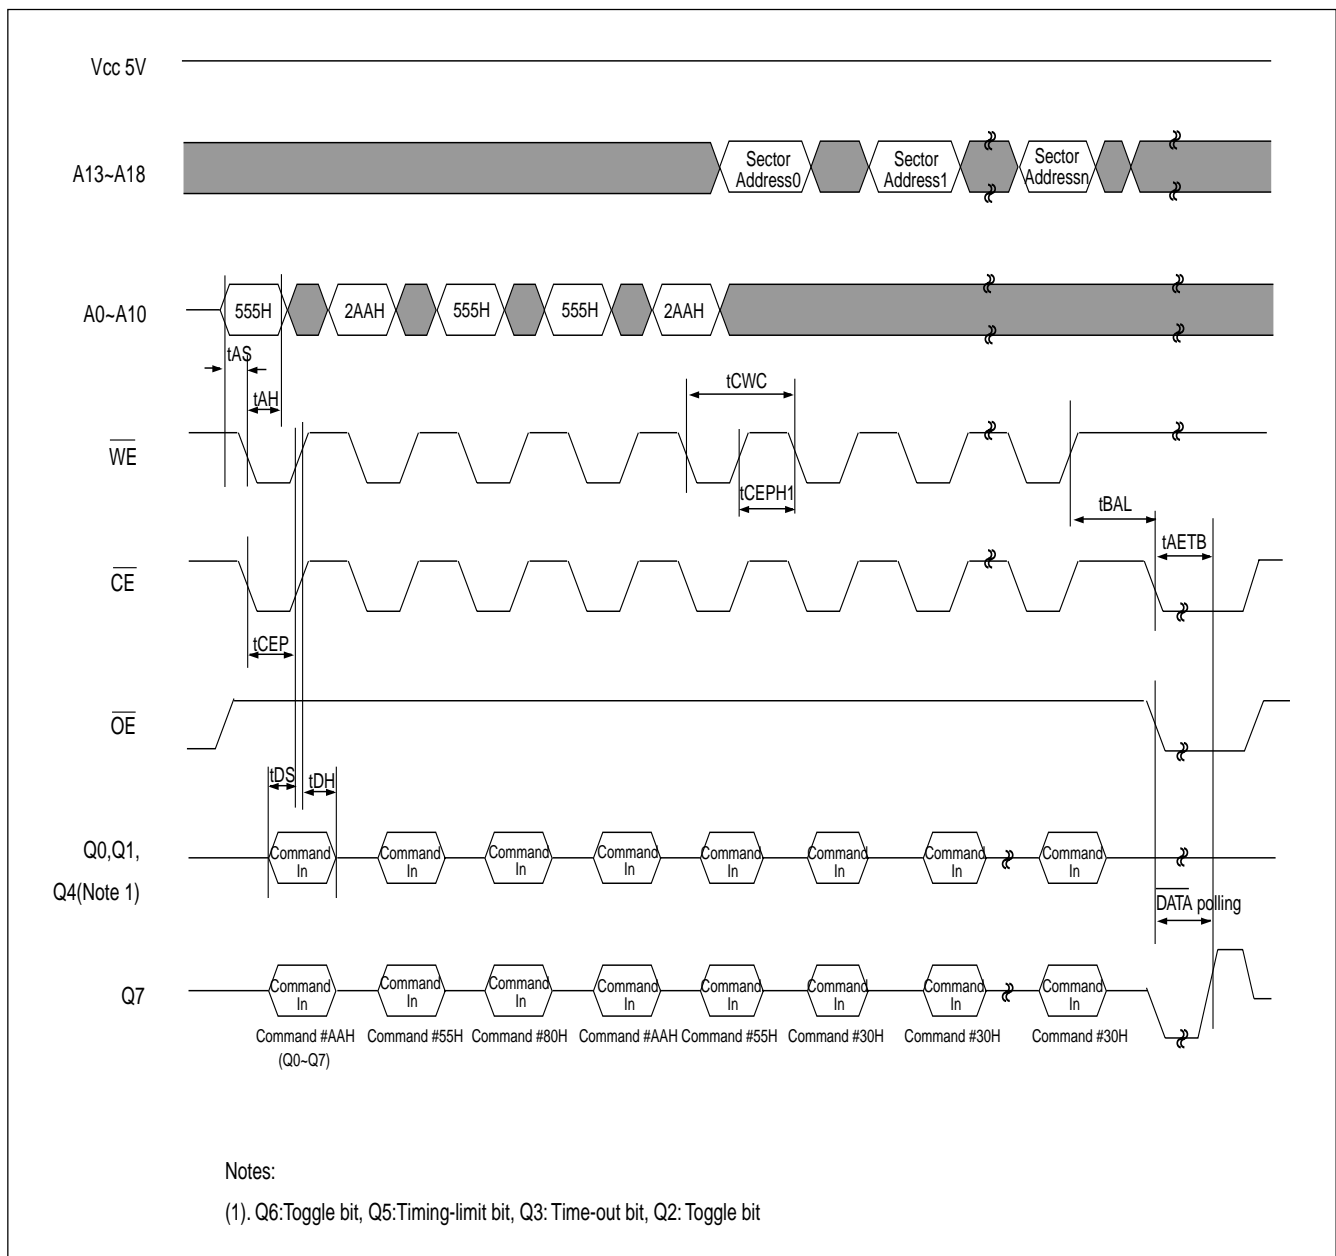 Vcc 5V
A13~A18
Sector
Address0
Sector
Address1
Sector
Addressn
A0~A10
555H
2AAH
555H
555H
2AAH
tAS
tAH
tCWC
WE
tCEPH1
tBAL
tAETB
CE
tCEP
OE
tDS
tDH
Q0,Q1,
Q4(Note 1)
Command
In
Command
In
Command
In
Command
In
Command
In
Command
In
Command
In
Command
In
DATA polling
Q7
Command
In
Command
In
Command
In
Command
In
Command
In
Command
In
Command
In
Command
In
Command #AAH
(Q0~Q7)
Command #55H
Command #80H
Command #AAH
Command #55H
Command #30H
Command #30H
Command #30H
Notes:
(1). Q6:Toggle bit, Q5:Timing-limit bit, Q3: Time-out bit, Q2: Toggle bit